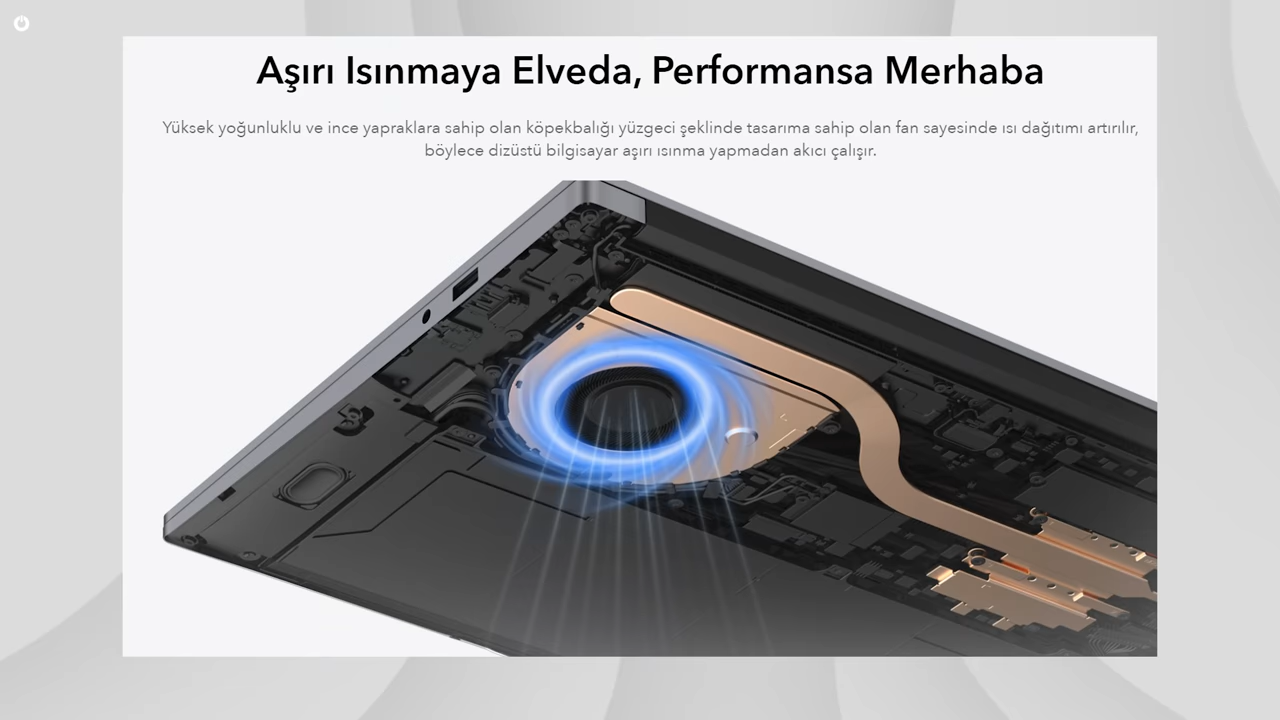 Aşırı Isınmaya Elveda, Performansa Merhaba
Yüksek yoğunluklu ve ince yapraklara sahip olan köpekbalığı yüzgeci şeklinde tasarıma sahip olan fan sayesinde ısı dağıtımı artırılır,
böylece dizüstü bilgisayar aşırı ısınma yapmadan akıcı çalışır.